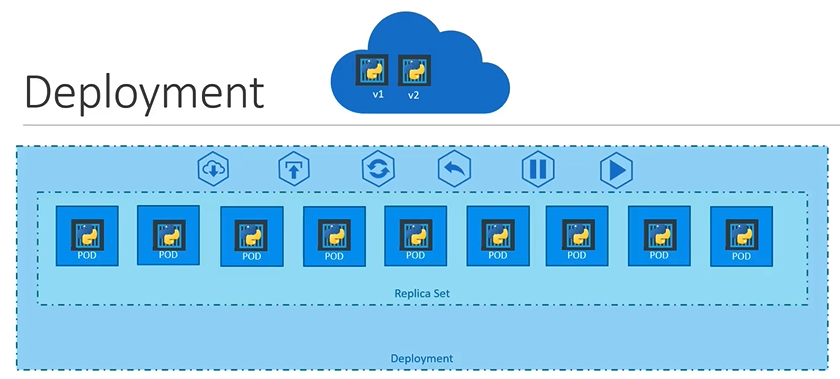 Deployment
v1 v2
POD POD POD POD POD POD POD POD POD
Replica Set
Deployment